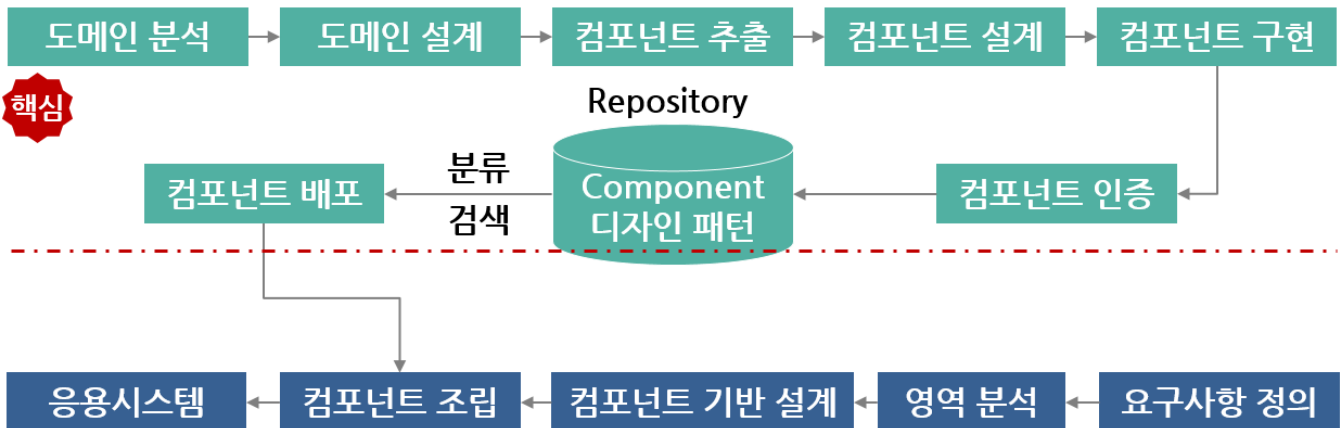 도메인 분석
도메인 설계
컴포넌트 추출
컴포넌트 설계
컴포넌트 구현
핵심
Repository
컴포넌트 배포
분류
검색
Component
디자인 패턴
컴포넌트 인증
응용시스템
컴포넌트 조립
컴포넌트 기반 설계
영역 분석
요구사항 정의